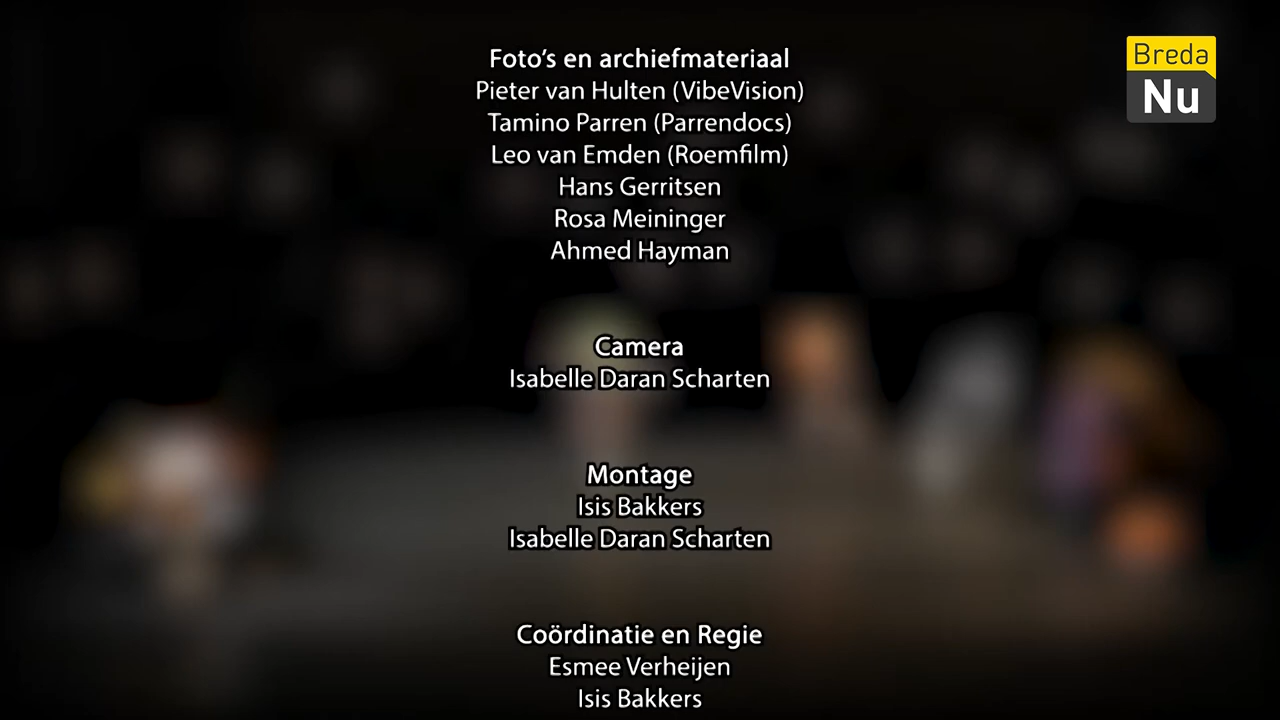 Foto's en archiefmateriaal
Pieter van Hulten (VibeVision)
Tamino Parren (Parrendocs)
Leo van Emden (Roemfilm)
Hans Gerritsen
Rosa Meininger
Ahmed Hayman
Camera
Isabelle Daran Scharten
Montage
Isis Bakkers
Isabelle Daran Scharten
Coördinatie en Regie
Esmee Verheijen
Isis Bakkers
Breda
Nu